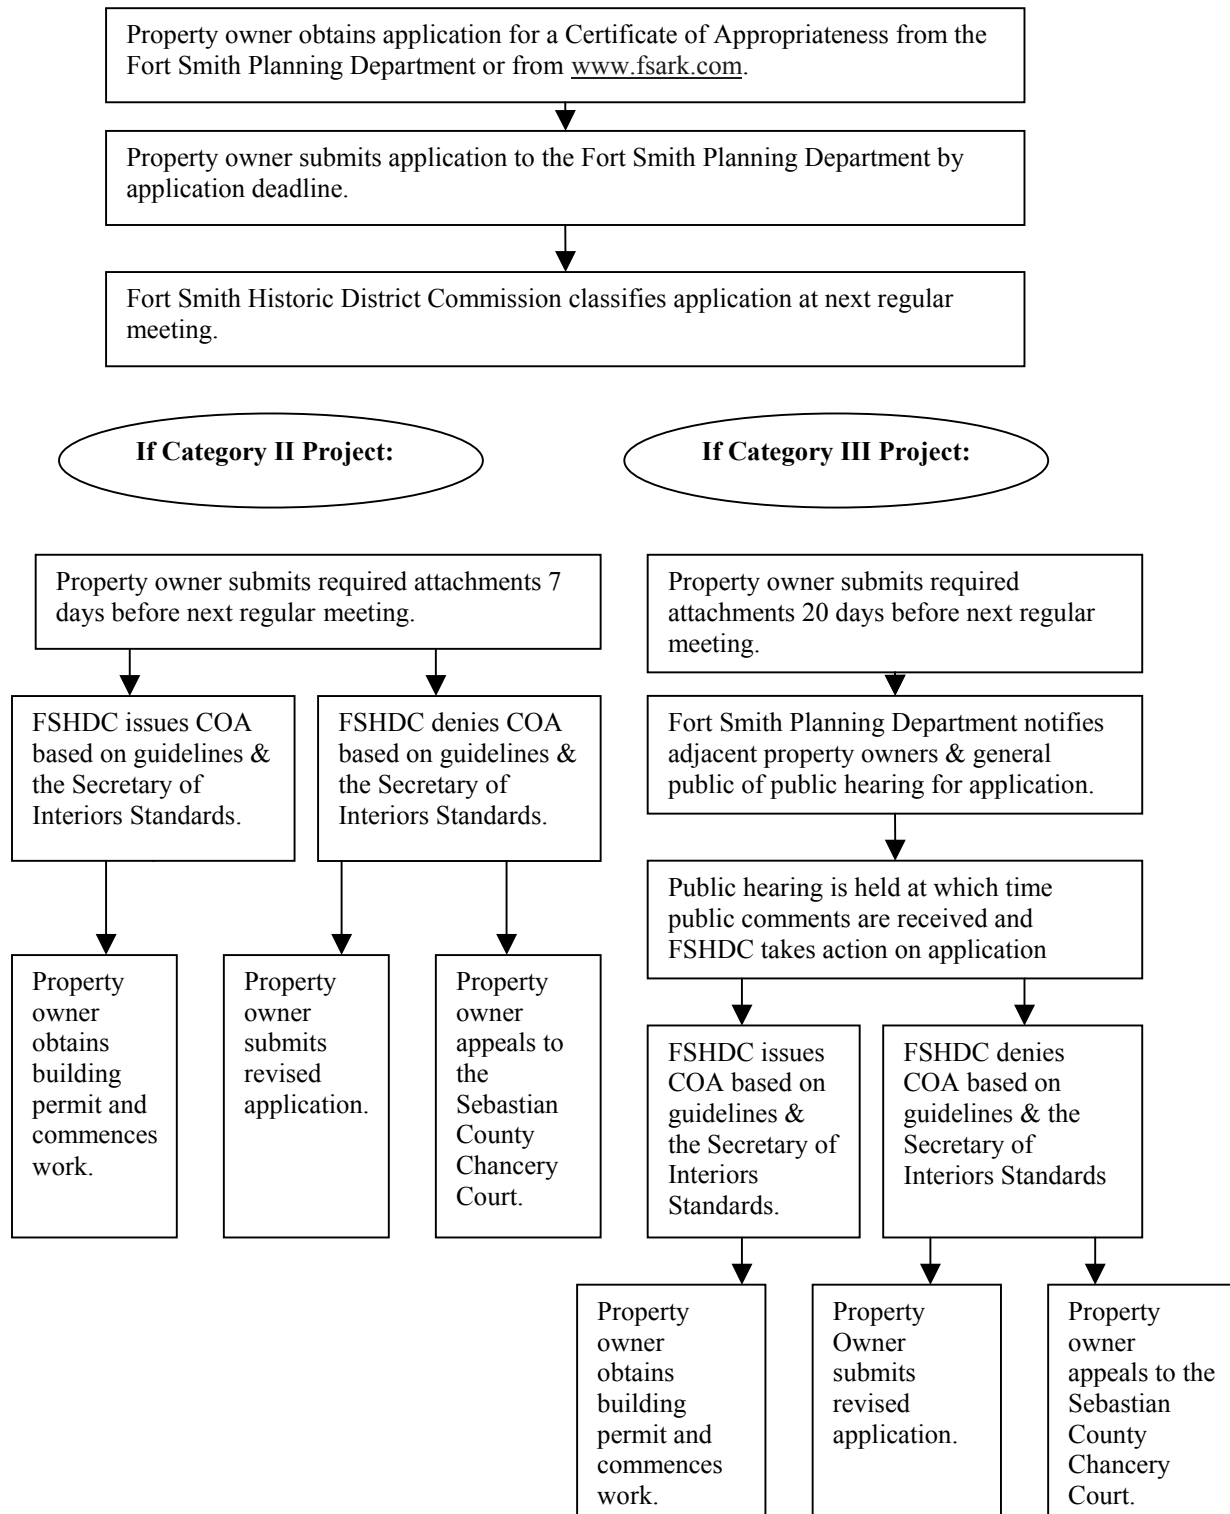 Property owner obtains application for a Certificate of Appropriateness from the
Fort Smith Planning Department or from www.fsark.com.
Property owner submits application to the Fort Smith Planning Department by
application deadline.
Fort Smith Historic District Commission classifies application at next regular
meeting.
If Category II Project:
If Category III Project:
Property owner submits required attachments 7
days before next regular meeting.
Property owner submits required
attachments 20 days before next regular
meeting.
FSHDC issues COA
based on guidelines &
the Secretary of
Interiors Standards.
FSHDC denies COA
based on guidelines &
the Secretary of
Interiors Standards.
Fort Smith Planning Department notifies
adjacent property owners & general
public of public hearing for application.
Public hearing is held at which time
public comments are received and
FSHDC takes action on application
Property
owner
obtains
building
permit and
commences
work.
Property
owner
submits
revised
application.
Property
owner
appeals to
the
Sebastian
County
Chancery
Court.
FSHDC issues
COA based on
guidelines &
the Secretary of
Interiors
Standards.
FSHDC denies
COA based on
guidelines & the
Secretary of
Interiors Standards
Property
owner
obtains
building
permit and
commences
work.
Property
Owner
submits
revised
application.
Property
owner
appeals to the
Sebastian
County
Chancery
Court.